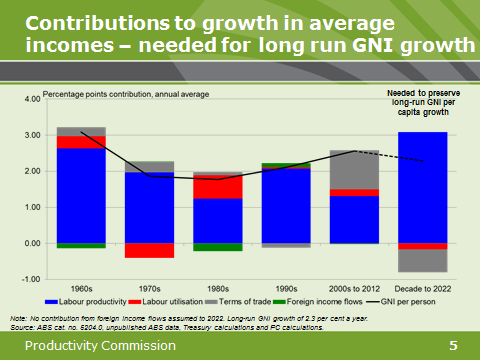 Contributions to growth in average
incomes – needed for long run GNI growth
Percentage points contribution, annual average
Needed to preserve
long-run GNI per
capita growth
4.00
3.00
2.00
1.00
0.00
-1.00
1960s 1970s 1980s 1990s 2000s to 2012 Decade to 2022
Labour productivity Labour utilisation Terms of trade Foreign income flows GNI per person
Note: No contribution from foreign income flows assumed to 2022. Long-run GNI growth of 2.3 per cent a year.
Source: ABS cat. no. 5204.0, unpublished ABS data, Treasury calculations and PC calculations.
Productivity Commission 5